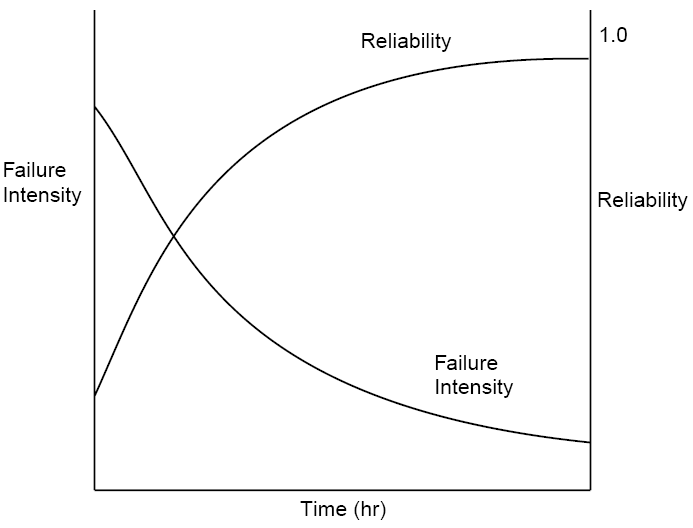 Reliability
1.0
Failure
Intensity
Reliability
Failure
Intensity
Time (hr)